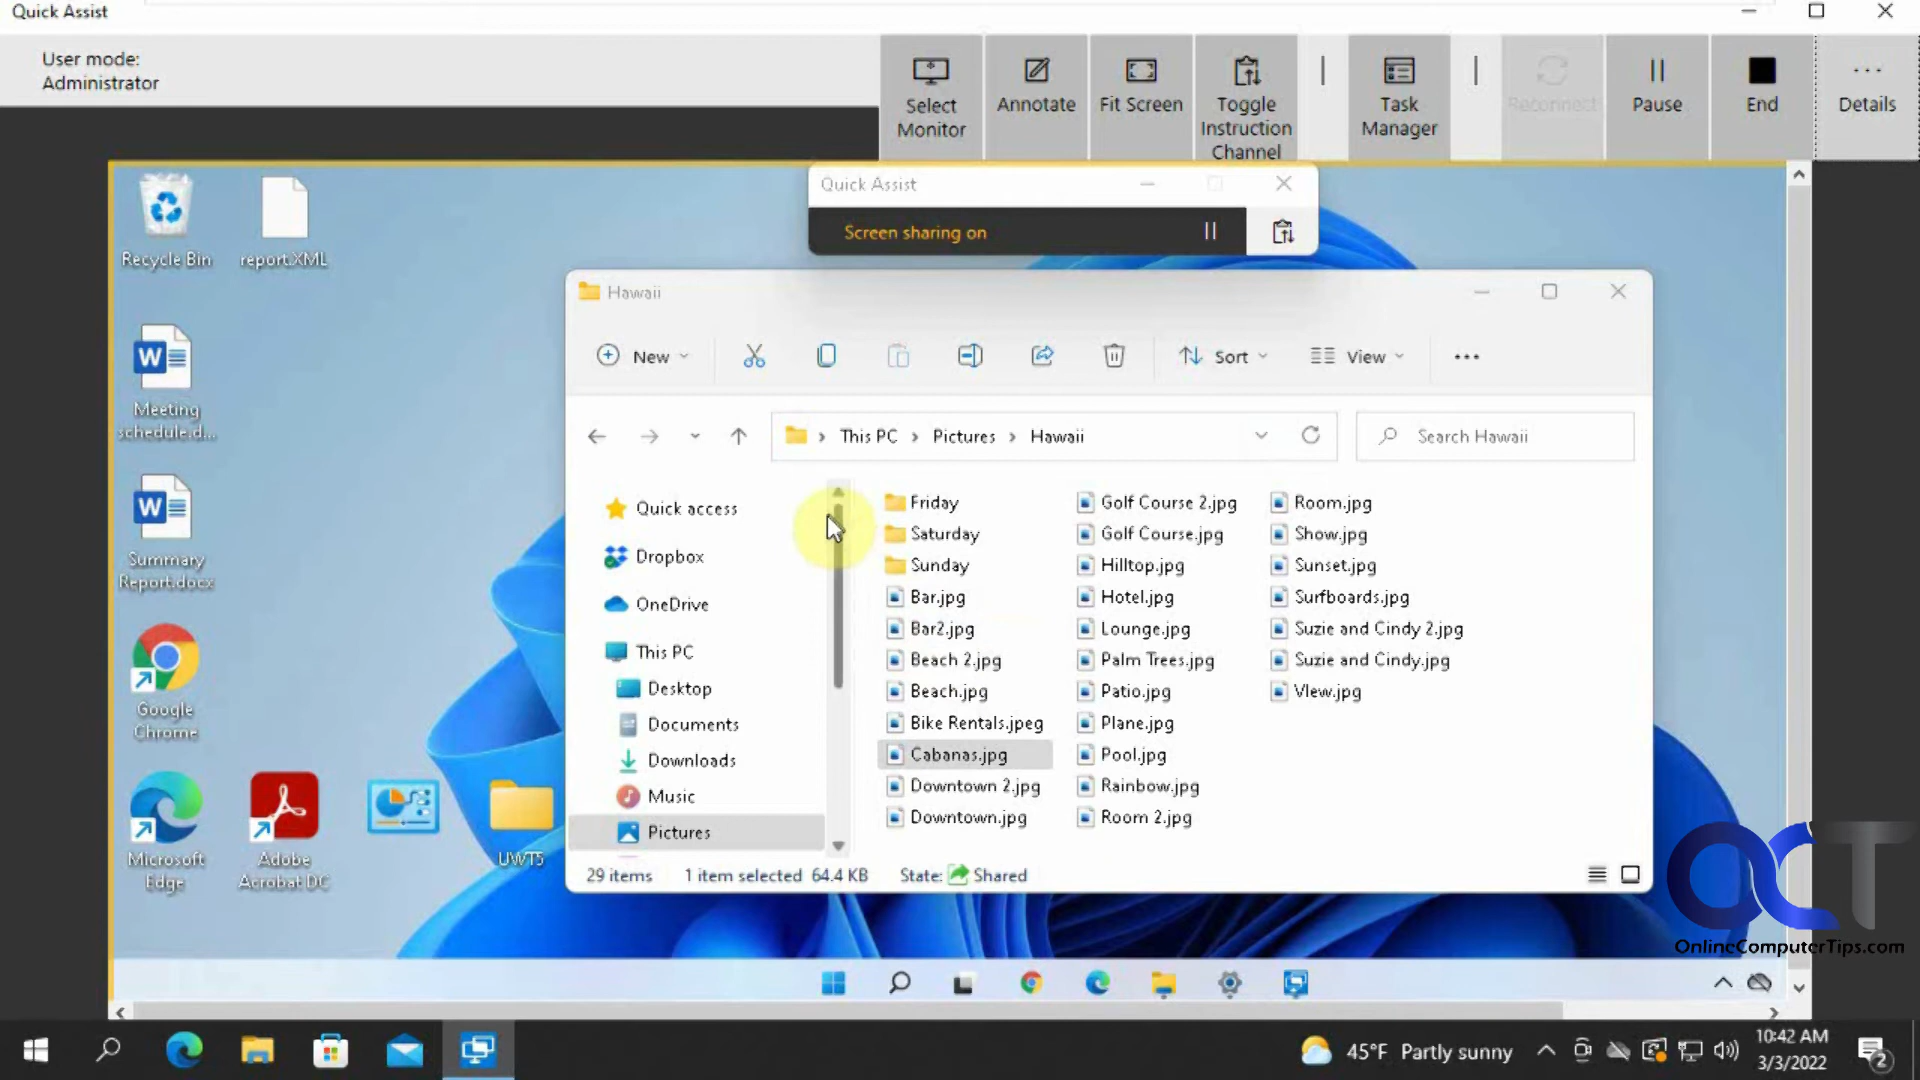 Quick Assist
User mode:
Administrator
Select
Monitor
Annotate
Fit Screen
Toggle
Instruction
Channel
Task
Manager
Reconnect
Pause
End
Details
Recycle Bin
report.XML
Quick Assist
Screen sharing on
Hawaii
New
Sort
View
This PC
Pictures
Hawaii
Search Hawaii
Meeting
schedule.d...
Summary
Report.docx
Google
Chrome
Microsoft
Edge
Adobe
Acrobat DC
UWT5
Quick access
Dropbox
OneDrive
This PC
Desktop
Documents
Downloads
Music
Pictures
Friday
Saturday
Sunday
Bar.jpg
Bar2.jpg
Beach 2.jpg
Beach.jpg
Bike Rentals.jpeg
Cabanas.jpg
Downtown 2.jpg
Downtown.jpg
Golf Course 2.jpg
Golf Course.jpg
Hilltop.jpg
Hotel.jpg
Lounge.jpg
Palm Trees.jpg
Patio.jpg
Plane.jpg
Pool.jpg
Rainbow.jpg
Room 2.jpg
Room.jpg
Show.jpg
Sunset.jpg
Surfboards.jpg
Suzie and Cindy 2.jpg
Suzie and Cindy.jpg
VIew.jpg
29 items 1 item selected 64.4 KB State: Shared
OCT
OnlineComputerTips.com
45°F Partly sunny
10:42 AM
3/3/2022
2